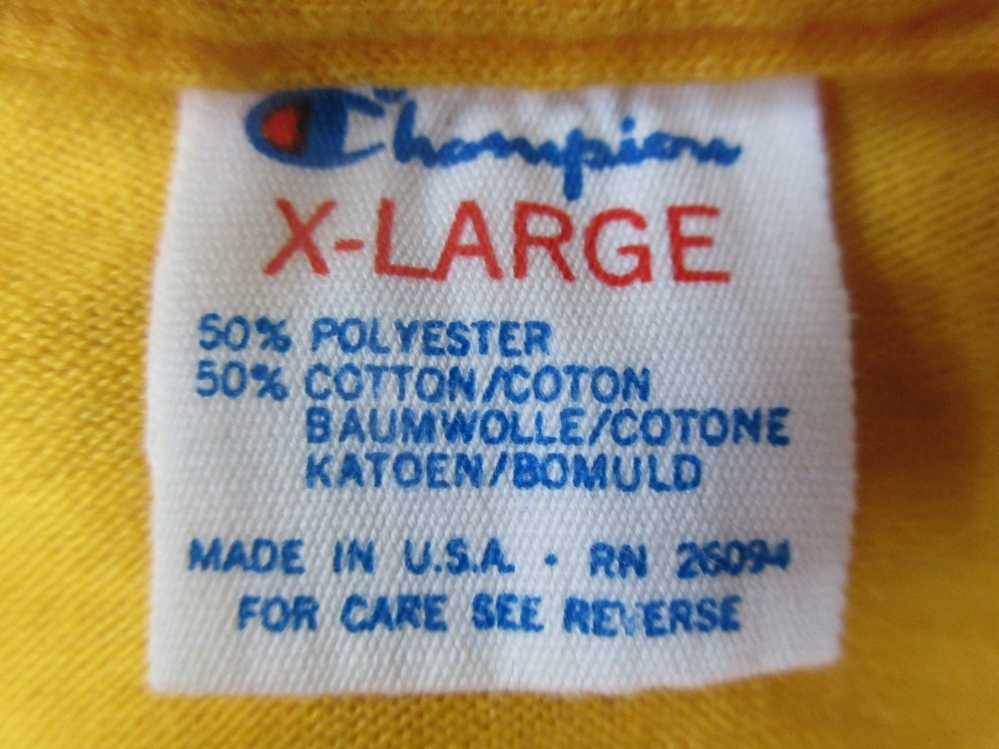 Champion
X-LARGE
50% POLYESTER
50% COTTON/COTON
BAUMWOLLE/COTONE
KATOEN/BOMULD
MADE IN U.S.A. · RN 26094
FOR CARE SEE REVERSE